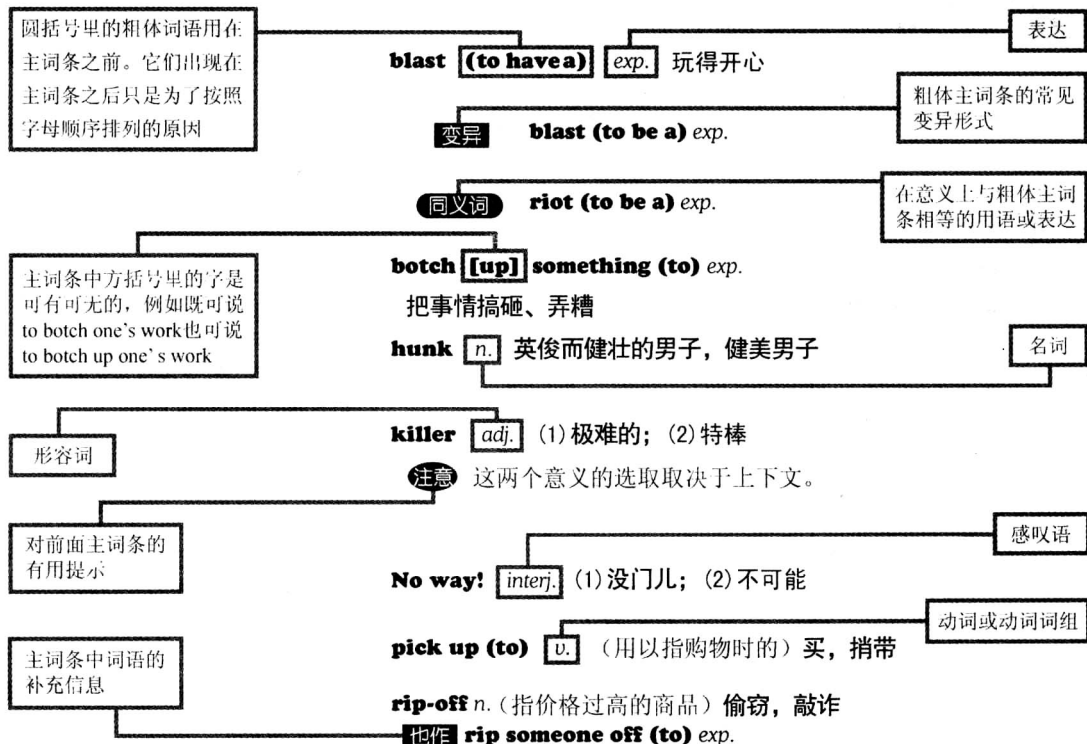 圆括号里的粗体词语用在
主词条之前。它们出现在
主词条之后只是为了按照
字母顺序排列的原因
表达
blast (to have a) exp. 玩得开心
粗体主词条的常见
变异形式
变异 blast (to be a) exp.
在意义上与粗体主词
条相等的用语或表达
同义词 riot (to be a) exp.
主词条中方括号里的字是
可有可无的，例如既可说
to botch one's work也可说
to botch up one's work
botch [up] something (to) exp.
把事情搞砸、弄糟
hunk n. 英俊而健壮的男子，健美男子
名词
killer adj. (1)极难的；(2)特棒
形容词
注意 这两个意义的选取取决于上下文。
对前面主词条的
有用提示
感叹语
No way! interj. (1)没门儿；(2)不可能
动词或动词词组
pick up (to) v. （用以指购物时的）买，捎带
主词条中词语的
补充信息
rip-off n.（指价格过高的商品）偷窃，敲诈
也作 rip someone off (to) exp.